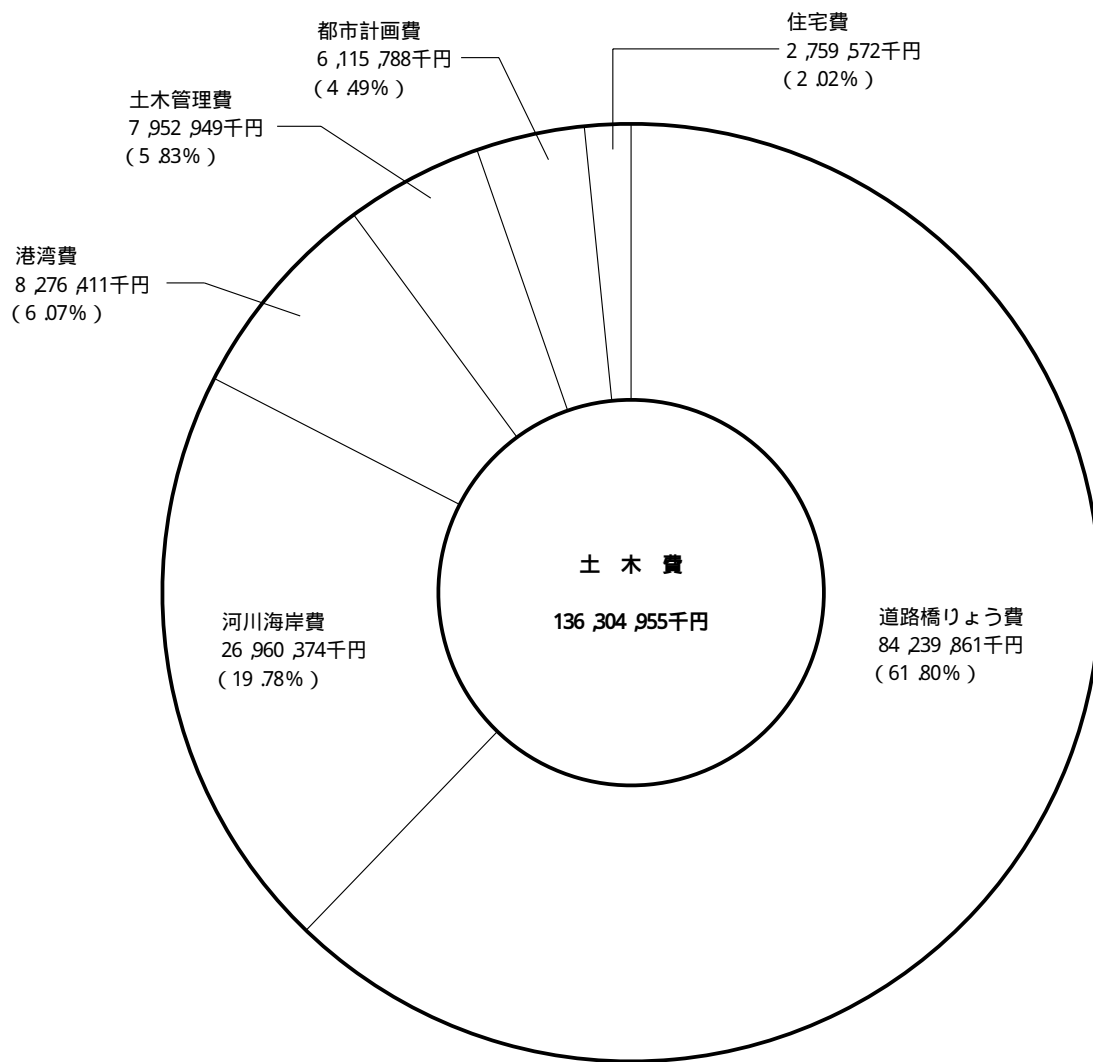 住宅費
2,759,572千円
(2.02%)
都市計画費
6,115,788千円
(4.49%)
土木管理費
7,952,949千円
(5.83%)
港湾費
8,276,411千円
(6.07%)
河川海岸費
26,960,374千円
(19.78%)
土 木 費
136,304,955千円
道路橋りょう費
84,239,861千円
(61.80%)